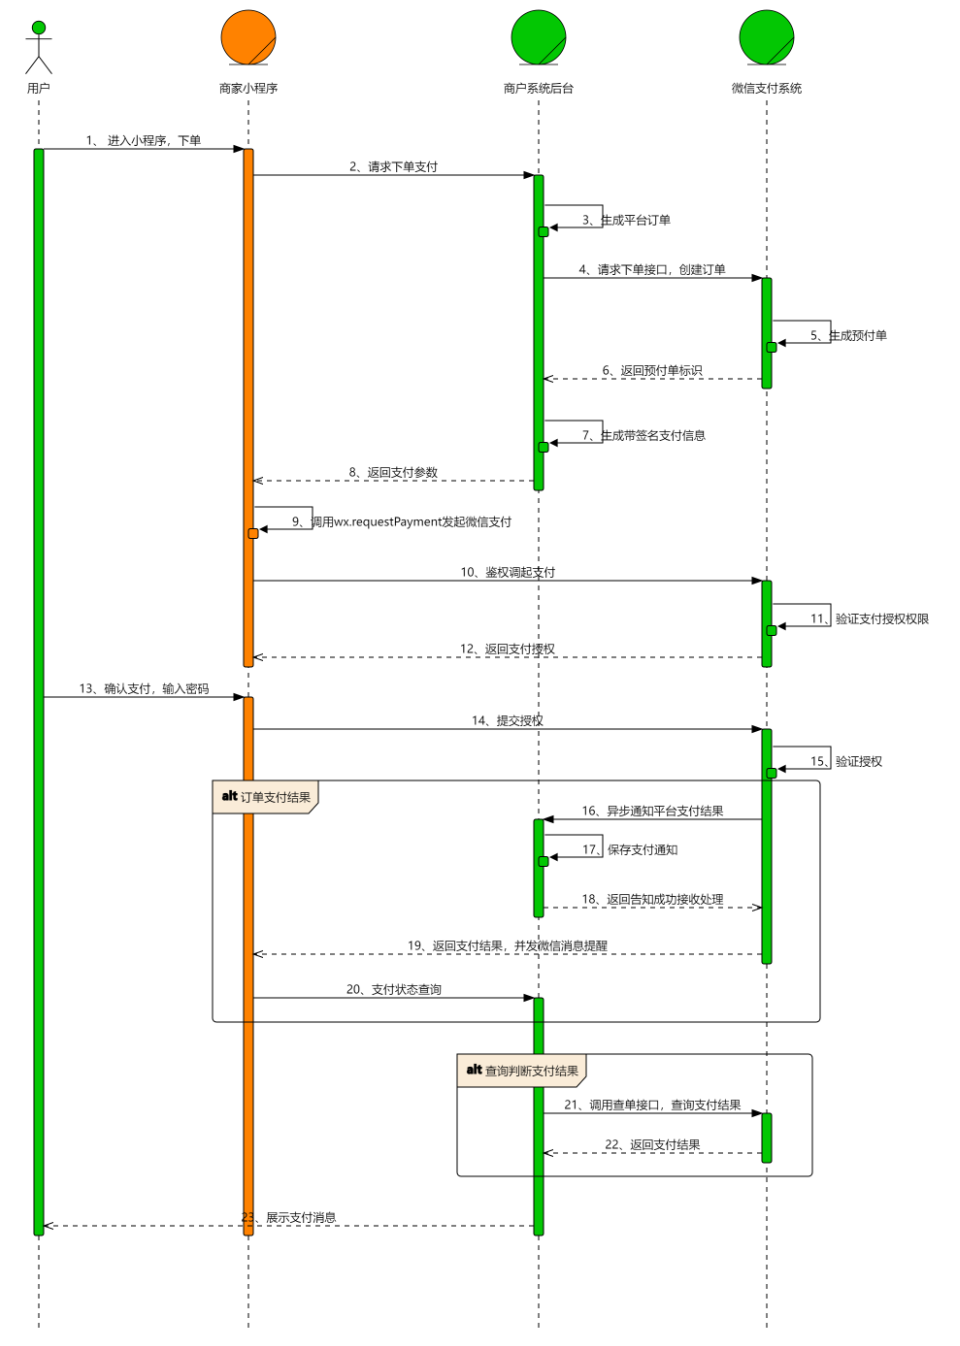 用户
商家小程序
商户系统后台
微信支付系统
1、 进入小程序，下单
2、请求下单支付
3、生成平台订单
4、请求下单接口，创建订单
5、生成预付单
6、返回预付单标识
7、生成带签名支付信息
8、返回支付参数
9、调用wx.requestPayment发起微信支付
10、鉴权调起支付
11、验证支付授权权限
12、返回支付授权
13、确认支付，输入密码
14、提交授权
15、验证授权
alt 订单支付结果
16、异步通知平台支付结果
17、保存支付通知
18、返回告知成功接收处理
19、返回支付结果，并发微信消息提醒
20、支付状态查询
alt 查询判断支付结果
21、调用查单接口，查询支付结果
22、返回支付结果
23、展示支付消息